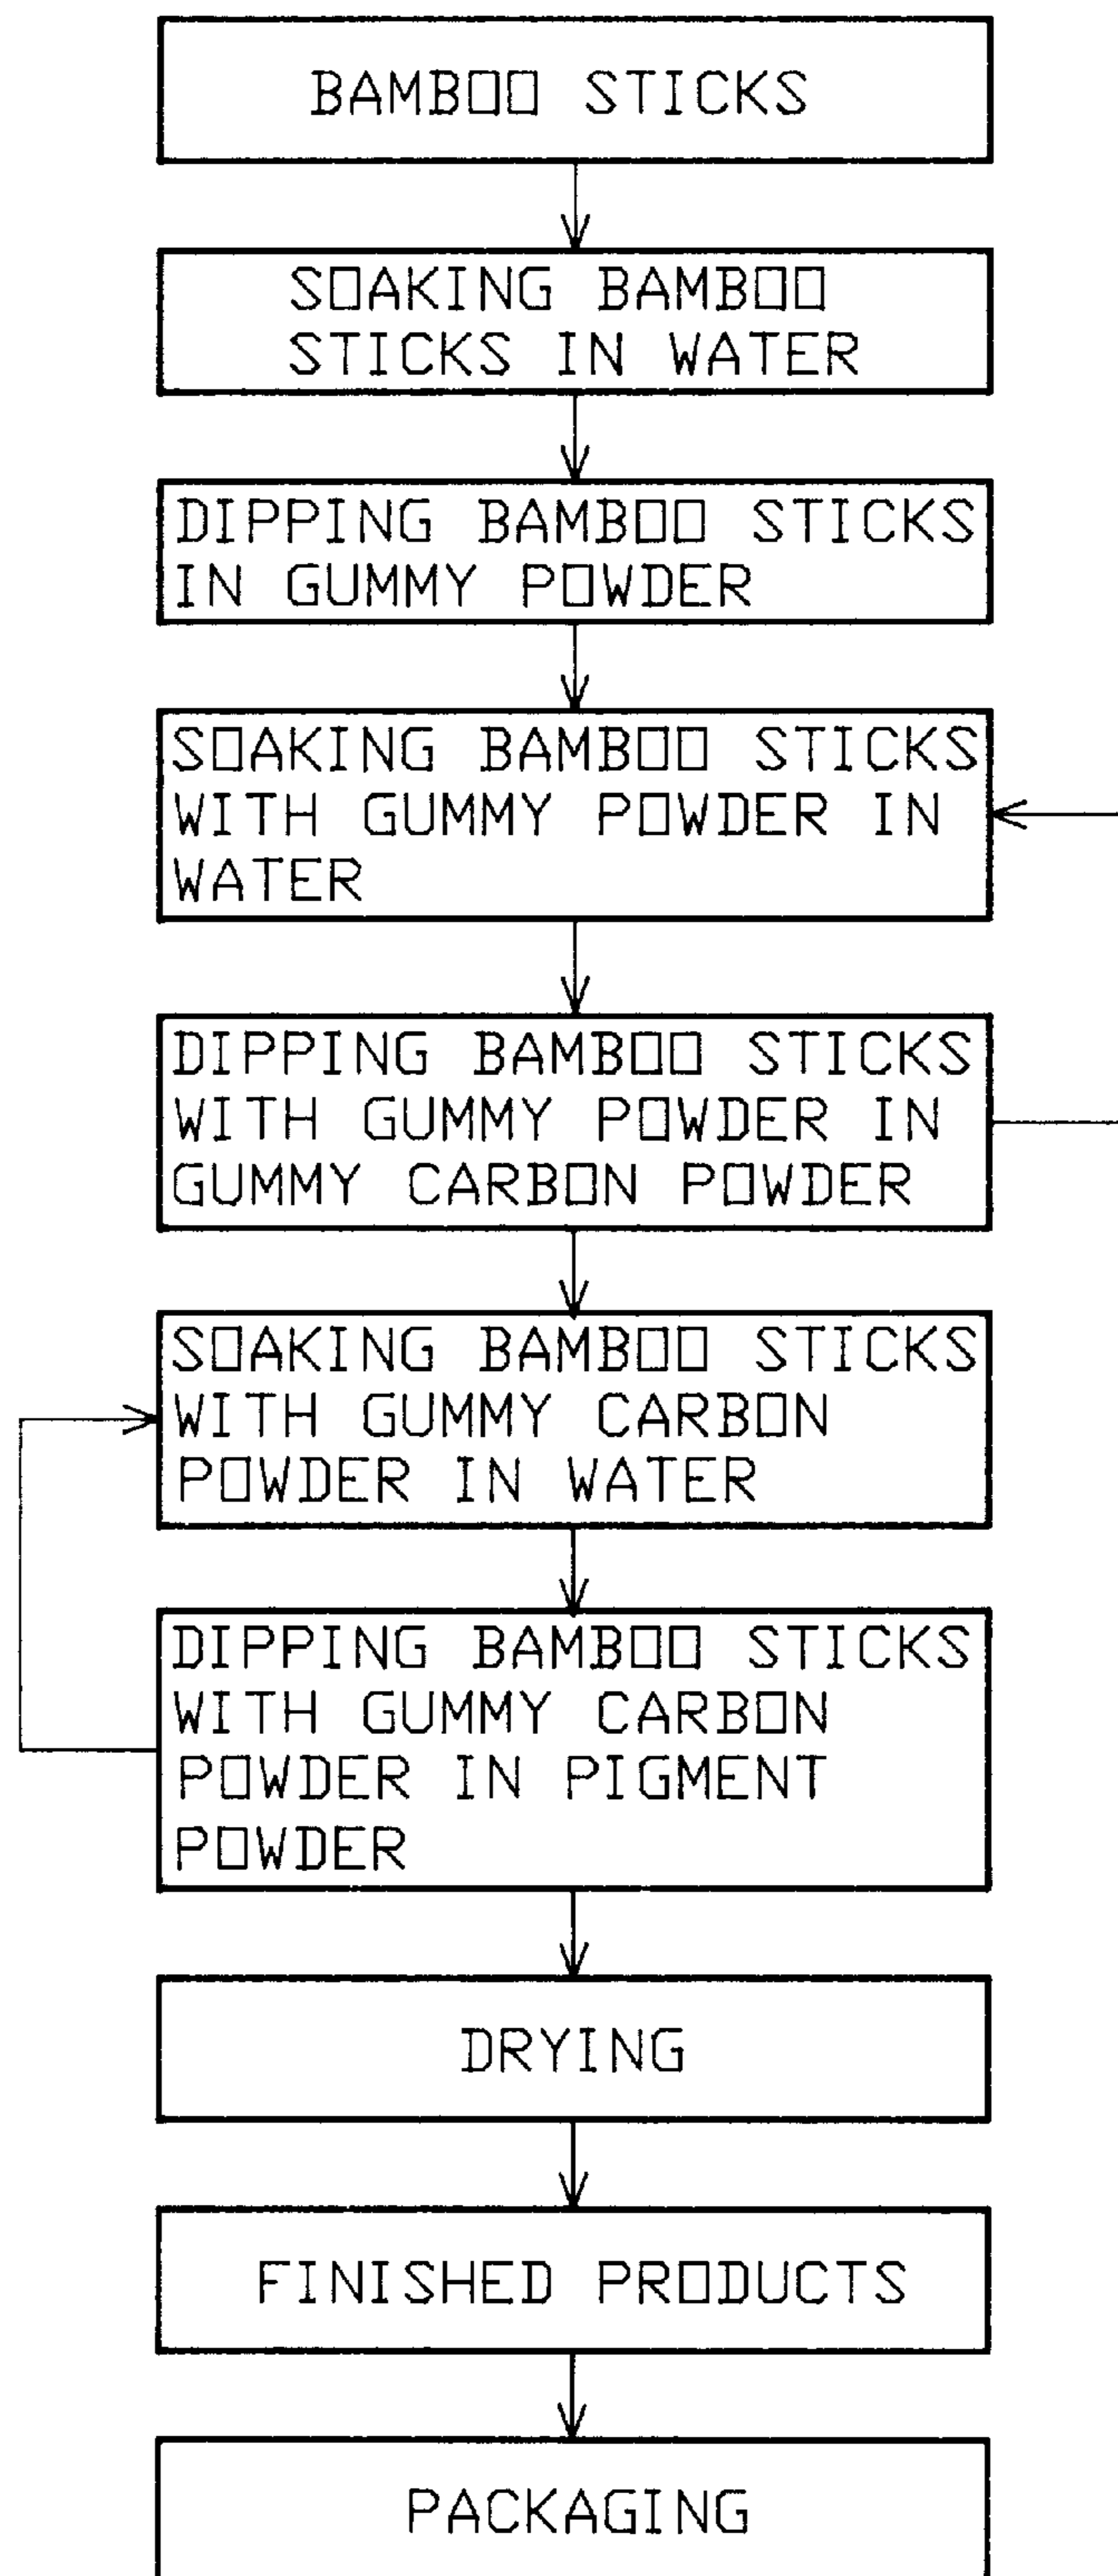 BAMBOO STICKS
SOAKING BAMBOO
STICKS IN WATER
DIPPING BAMBOO STICKS
IN GUMMY POWDER
SOAKING BAMBOO STICKS
WITH GUMMY POWDER IN
WATER
DIPPING BAMBOO STICKS
WITH GUMMY POWDER IN
GUMMY CARBON POWDER
SOAKING BAMBOO STICKS
WITH GUMMY CARBON
POWDER IN WATER
DIPPING BAMBOO STICKS
WITH GUMMY CARBON
POWDER IN PIGMENT
POWDER
DRYING
FINISHED PRODUCTS
PACKAGING